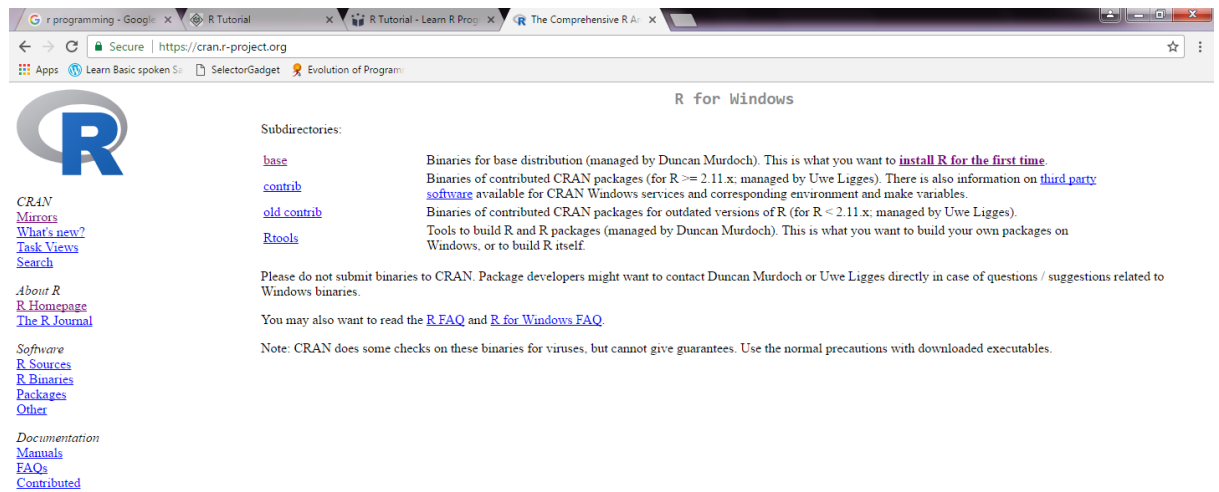 r programming - Google
R Tutorial
R Tutorial - Learn R Prog
The Comprehensive R Ar
Secure | https://cran.r-project.org
Apps Learn Basic spoken Sa SelectorGadget Evolution of Program
R
R for Windows
Subdirectories:
base Binaries for base distribution (managed by Duncan Murdoch). This is what you want to install R for the first time.
contrib Binaries of contributed CRAN packages (for R >= 2.11.x; managed by Uwe Ligges). There is also information on third party
software available for CRAN Windows services and corresponding environment and make variables.
old contrib Binaries of contributed CRAN packages for outdated versions of R (for R < 2.11.x; managed by Uwe Ligges).
Rtools Tools to build R and R packages (managed by Duncan Murdoch). This is what you want to build your own packages on
Windows, or to build R itself.
Please do not submit binaries to CRAN. Package developers might want to contact Duncan Murdoch or Uwe Ligges directly in case of questions / suggestions related to
Windows binaries.
You may also want to read the R FAQ and R for Windows FAQ.
Note: CRAN does some checks on these binaries for viruses, but cannot give guarantees. Use the normal precautions with downloaded executables.
CRAN
Mirrors
What's new?
Task Views
Search
About R
R Homepage
The R Journal
Software
R Sources
R Binaries
Packages
Other
Documentation
Manuals
FAQs
Contributed